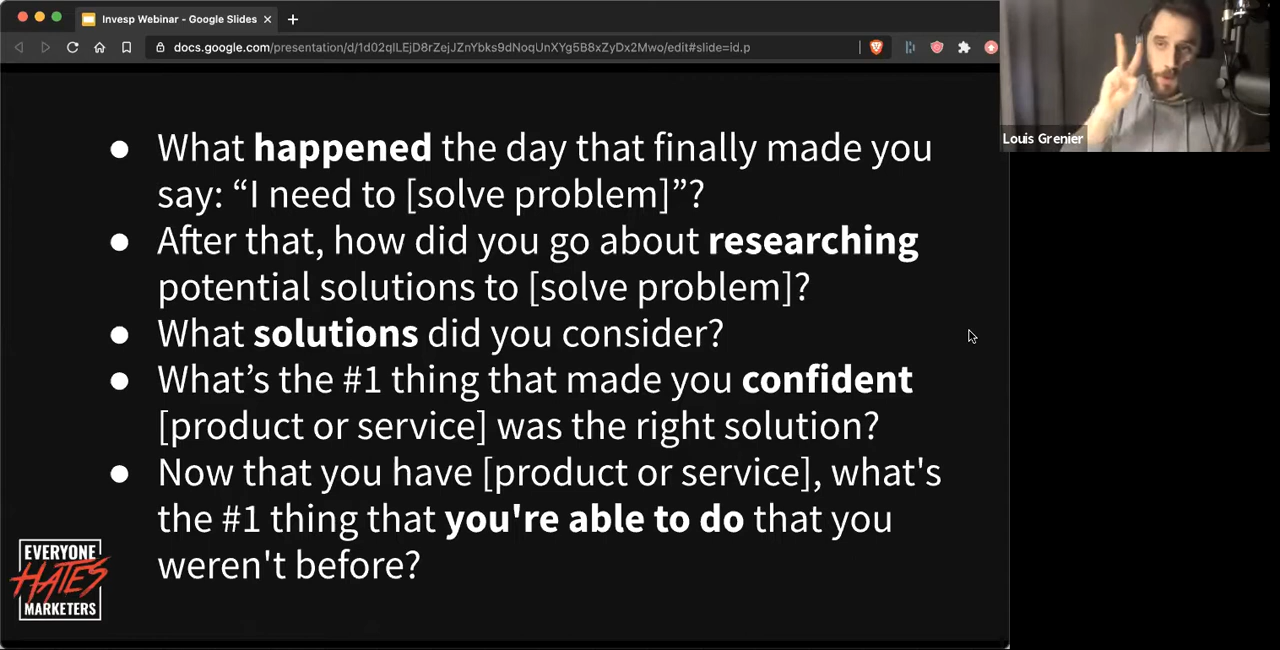 Invesp Webinar - Google Slides
docs.google.com/presentation/d/1d02qILEjD8rZejJZnYbks9dNoqUnXYg5B8xZyDx2Mwo/edit#slide=id.p
Louis Grenier
● What happened the day that finally made you
say: “I need to [solve problem]”?
● After that, how did you go about researching
potential solutions to [solve problem]?
● What solutions did you consider?
● What’s the #1 thing that made you confident
[product or service] was the right solution?
● Now that you have [product or service], what's
the #1 thing that you're able to do that you
weren't before?
EVERYONE
HATES
MARKETERS